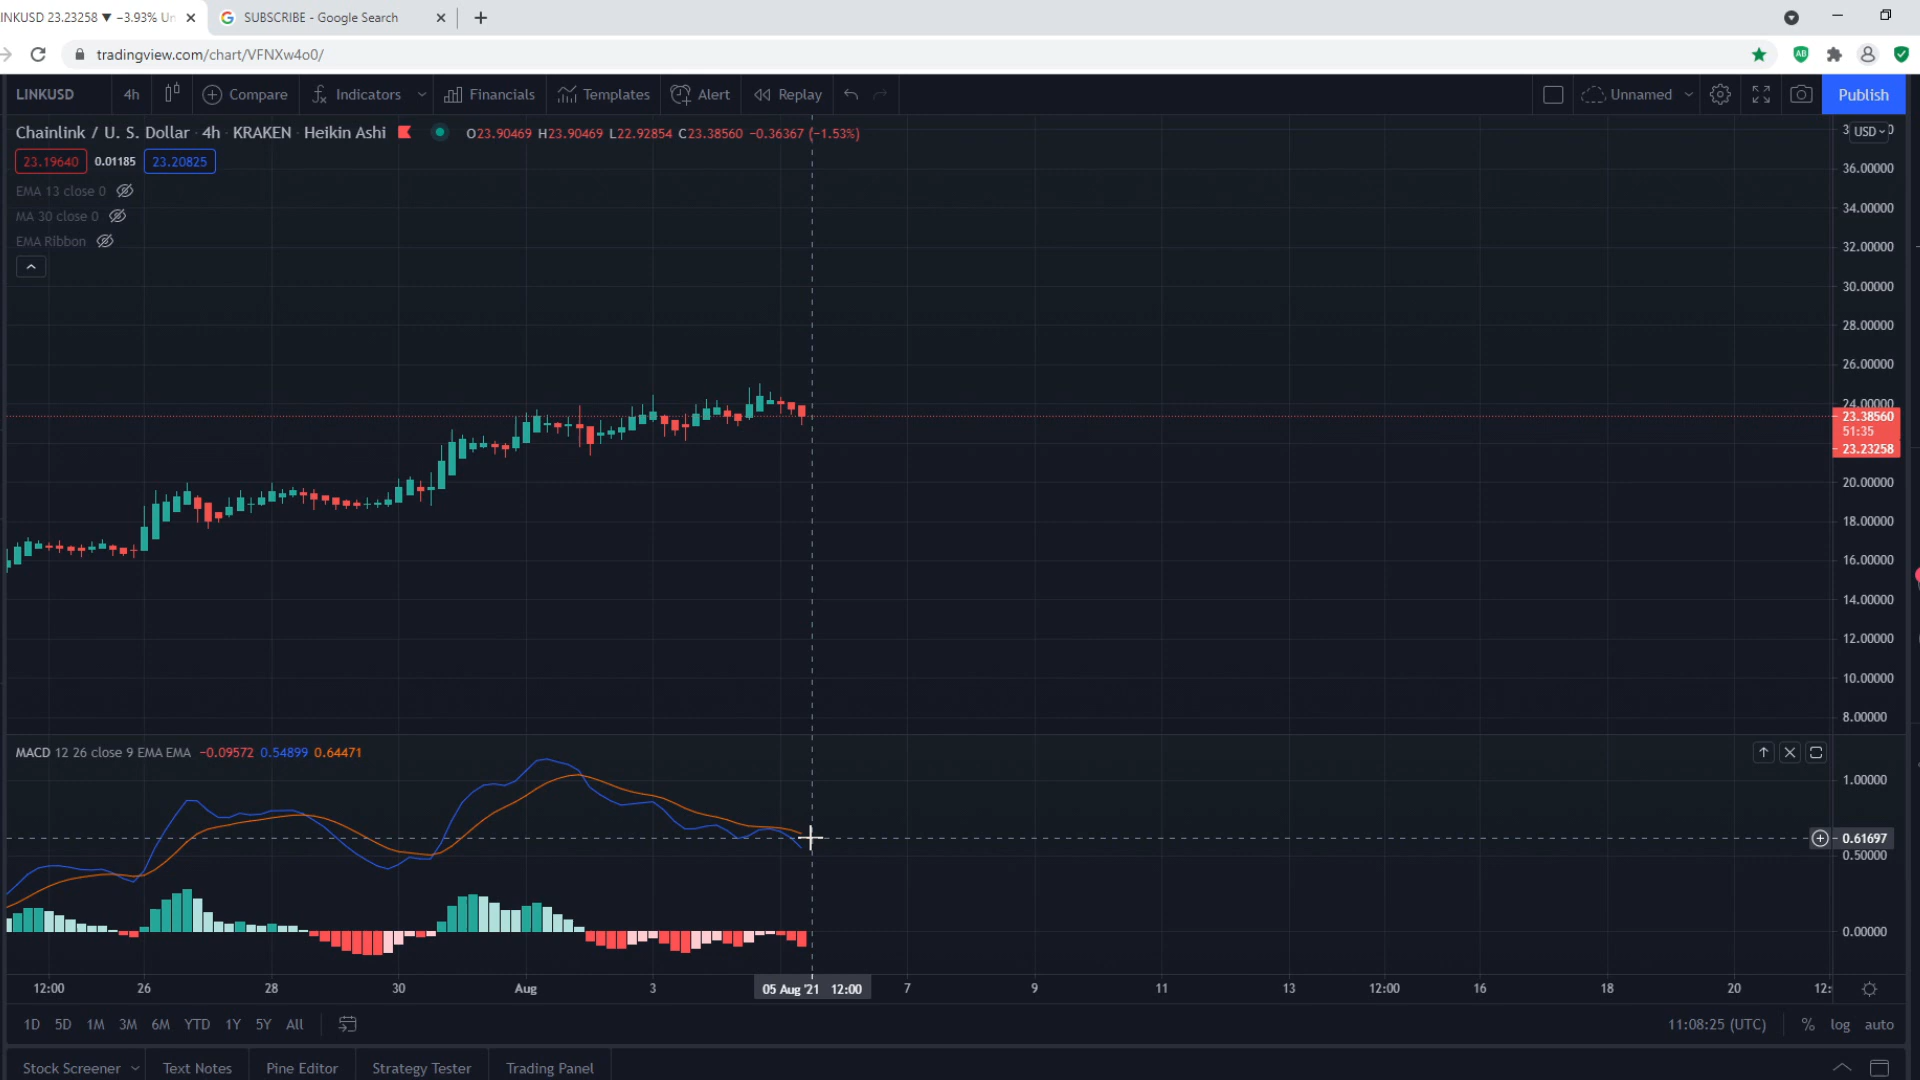 INKUSD 23.23258 ▼ −3.93% Un
SUBSCRIBE - Google Search
tradingview.com/chart/VFNXw4o0/
LINKUSD 4h Compare Indicators Financials Templates Alert Replay Unnamed Publish
Chainlink / U. S. Dollar · 4h · KRAKEN · Heikin Ashi O23.90469 H23.90469 L22.92854 C23.38560 −0.36367 (−1.53%)
USD
23.19640 0.01185 23.20825
EMA 13 close 0
MA 30 close 0
EMA Ribbon
36.00000
34.00000
32.00000
30.00000
28.00000
26.00000
24.00000
23.38560
51:35
23.23258
20.00000
18.00000
16.00000
14.00000
12.00000
10.00000
8.00000
MACD 12 26 close 9 EMA EMA −0.09572 0.54899 0.64471
1.00000
0.61697
0.50000
0.00000
12:00 26 28 30 Aug 3 05 Aug '21 12:00 7 9 11 13 12:00 16 18 20 12:
1D 5D 1M 3M 6M YTD 1Y 5Y All 11:08:25 (UTC) % log auto
Stock Screener Text Notes Pine Editor Strategy Tester Trading Panel